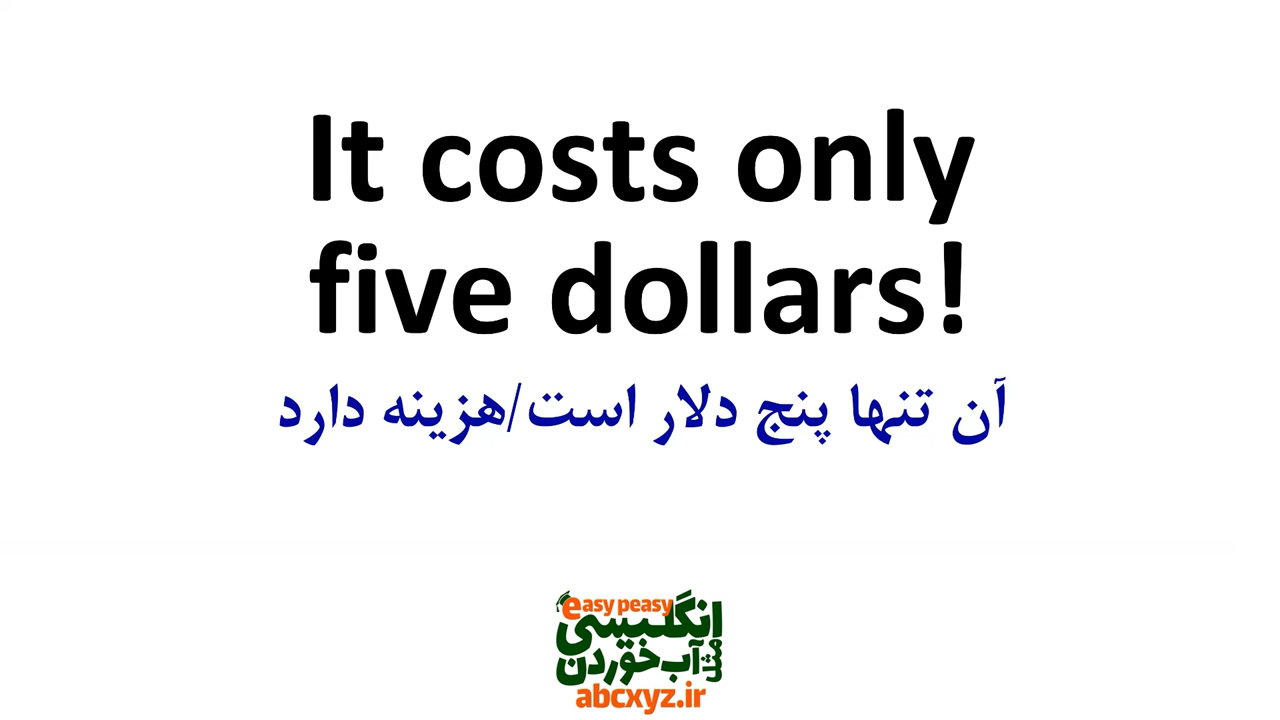 It costs only
five dollars!
آن تنها پنج دلار است/هزینه دارد
easy peasy
انگلیسی
مثل آب خوردن
abcxyz.ir